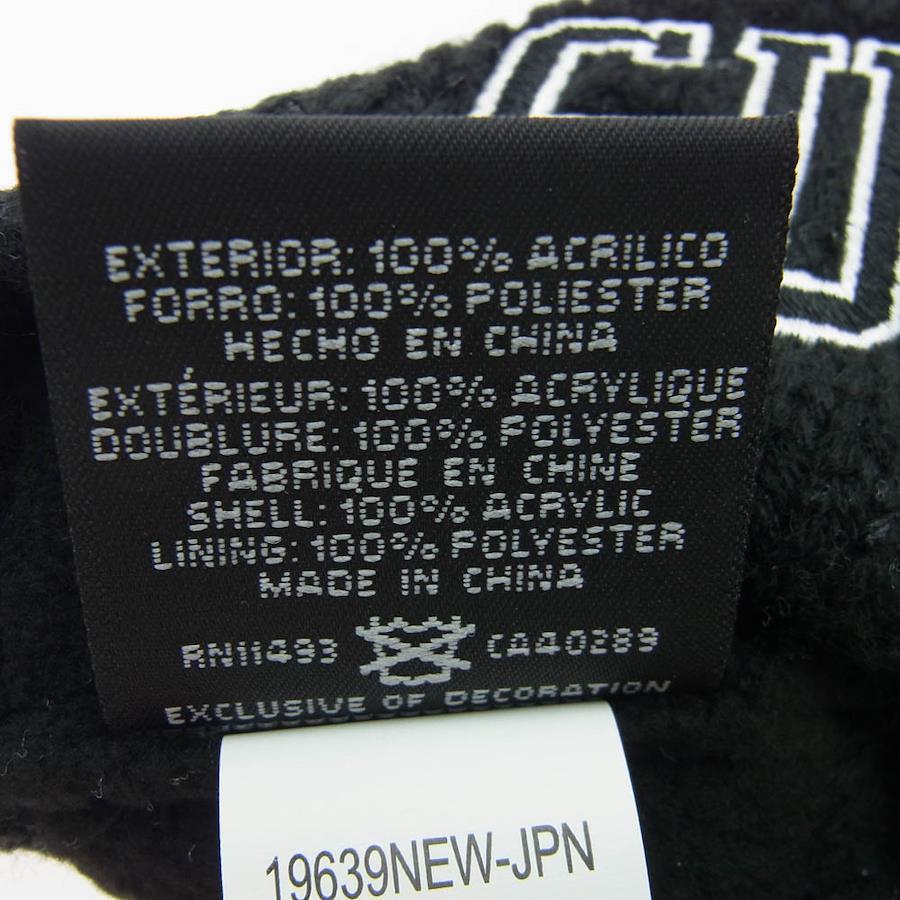 EXTERIOR: 100% ACRILICO
FORRO: 100% POLIESTER
HECHO EN CHINA
EXTÉRIEUR: 100% ACRYLIQUE
DOUBLURE: 100% POLYESTER
FABRIQUE EN CHINE
SHELL: 100% ACRYLIC
LINING: 100% POLYESTER
MADE IN CHINA
RN11493 CA40289
EXCLUSIVE OF DECORATION
19639NEW-JPN